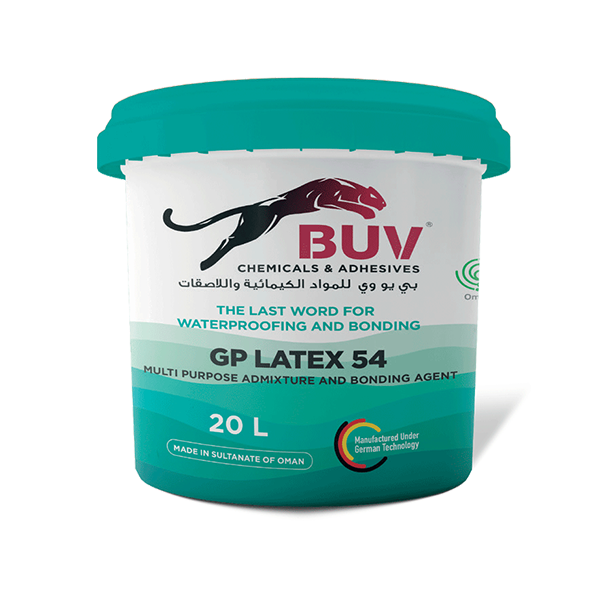 BUV®
CHEMICALS & ADHESIVES
بي يو وي للمواد الكيمائية واللاصقات
THE LAST WORD FOR
WATERPROOFING AND BONDING
GP LATEX 54
MULTI PURPOSE ADMIXTURE AND BONDING AGENT
20 L
MADE IN SULTANATE OF OMAN
Manufactured Under
German Technology